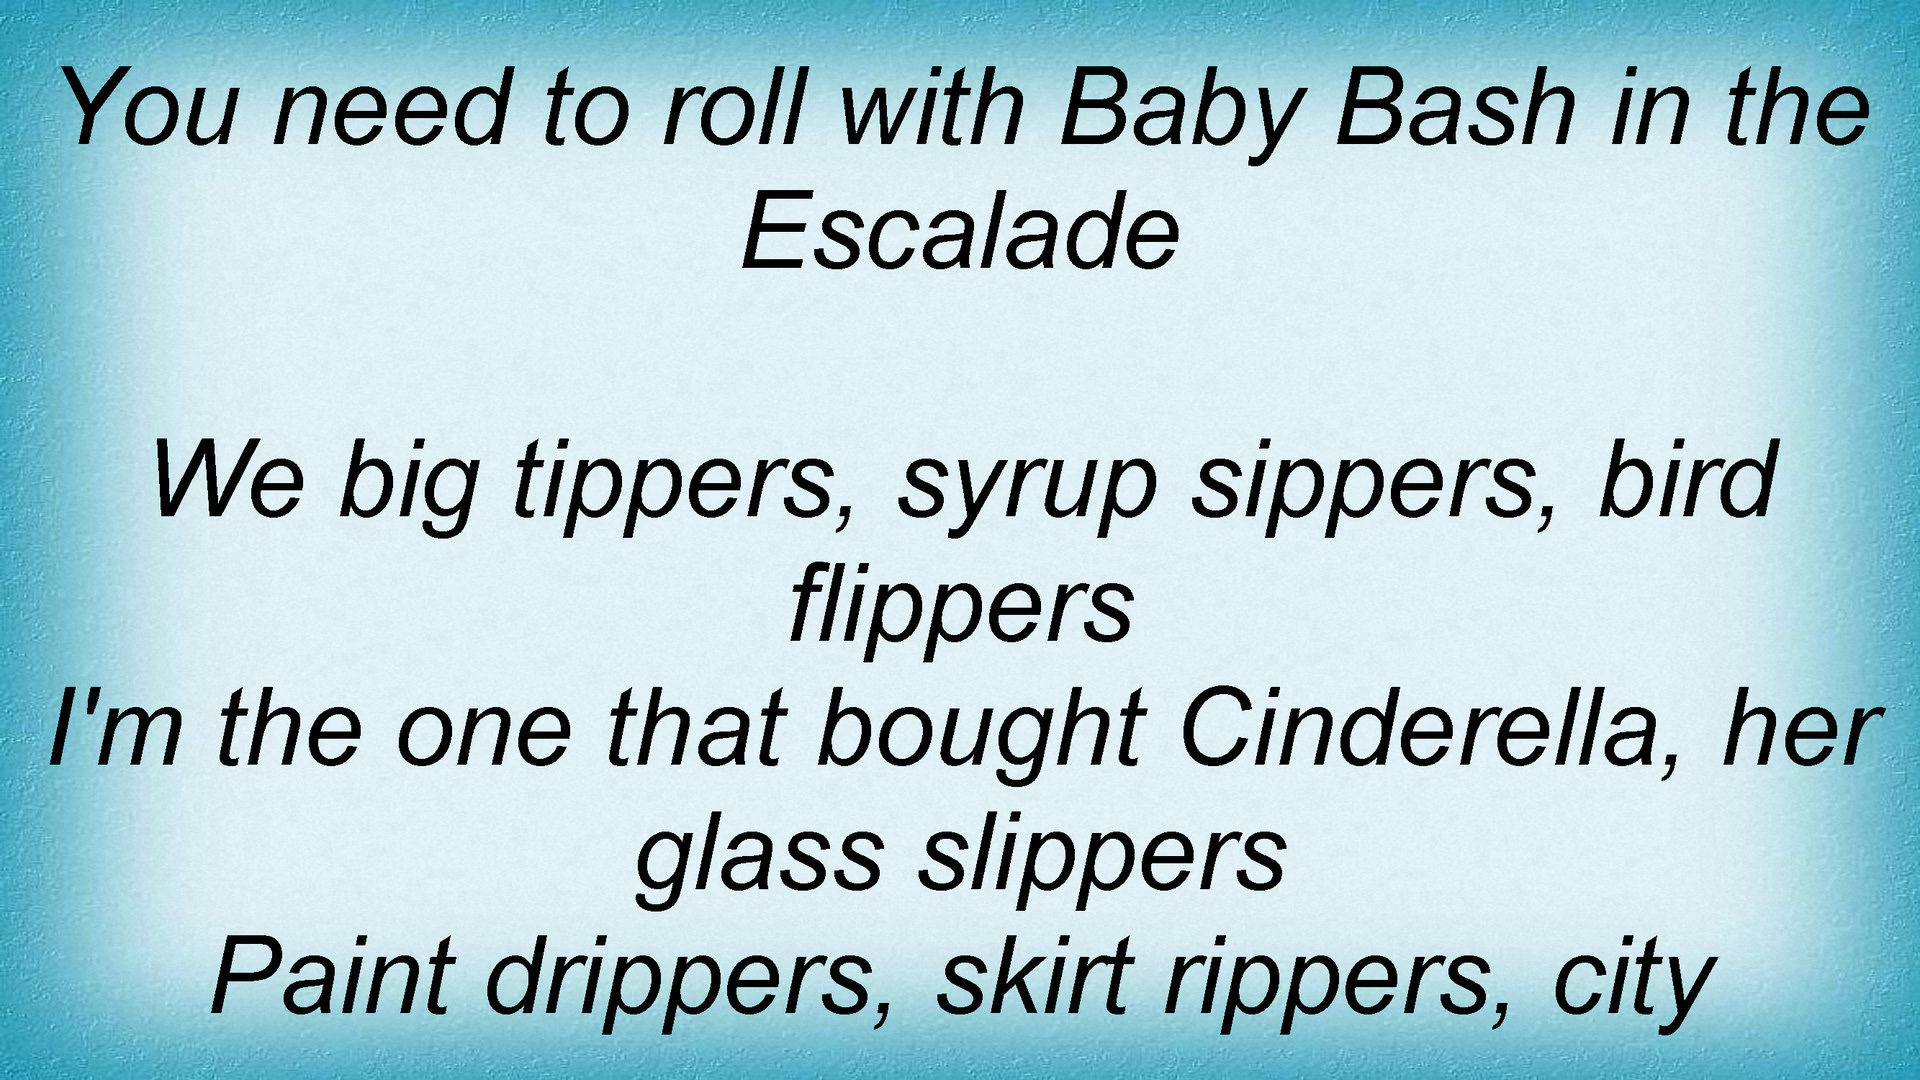 You need to roll with Baby Bash in the
Escalade
We big tippers, syrup sippers, bird
flippers
I'm the one that bought Cinderella, her
glass slippers
Paint drippers, skirt rippers, city